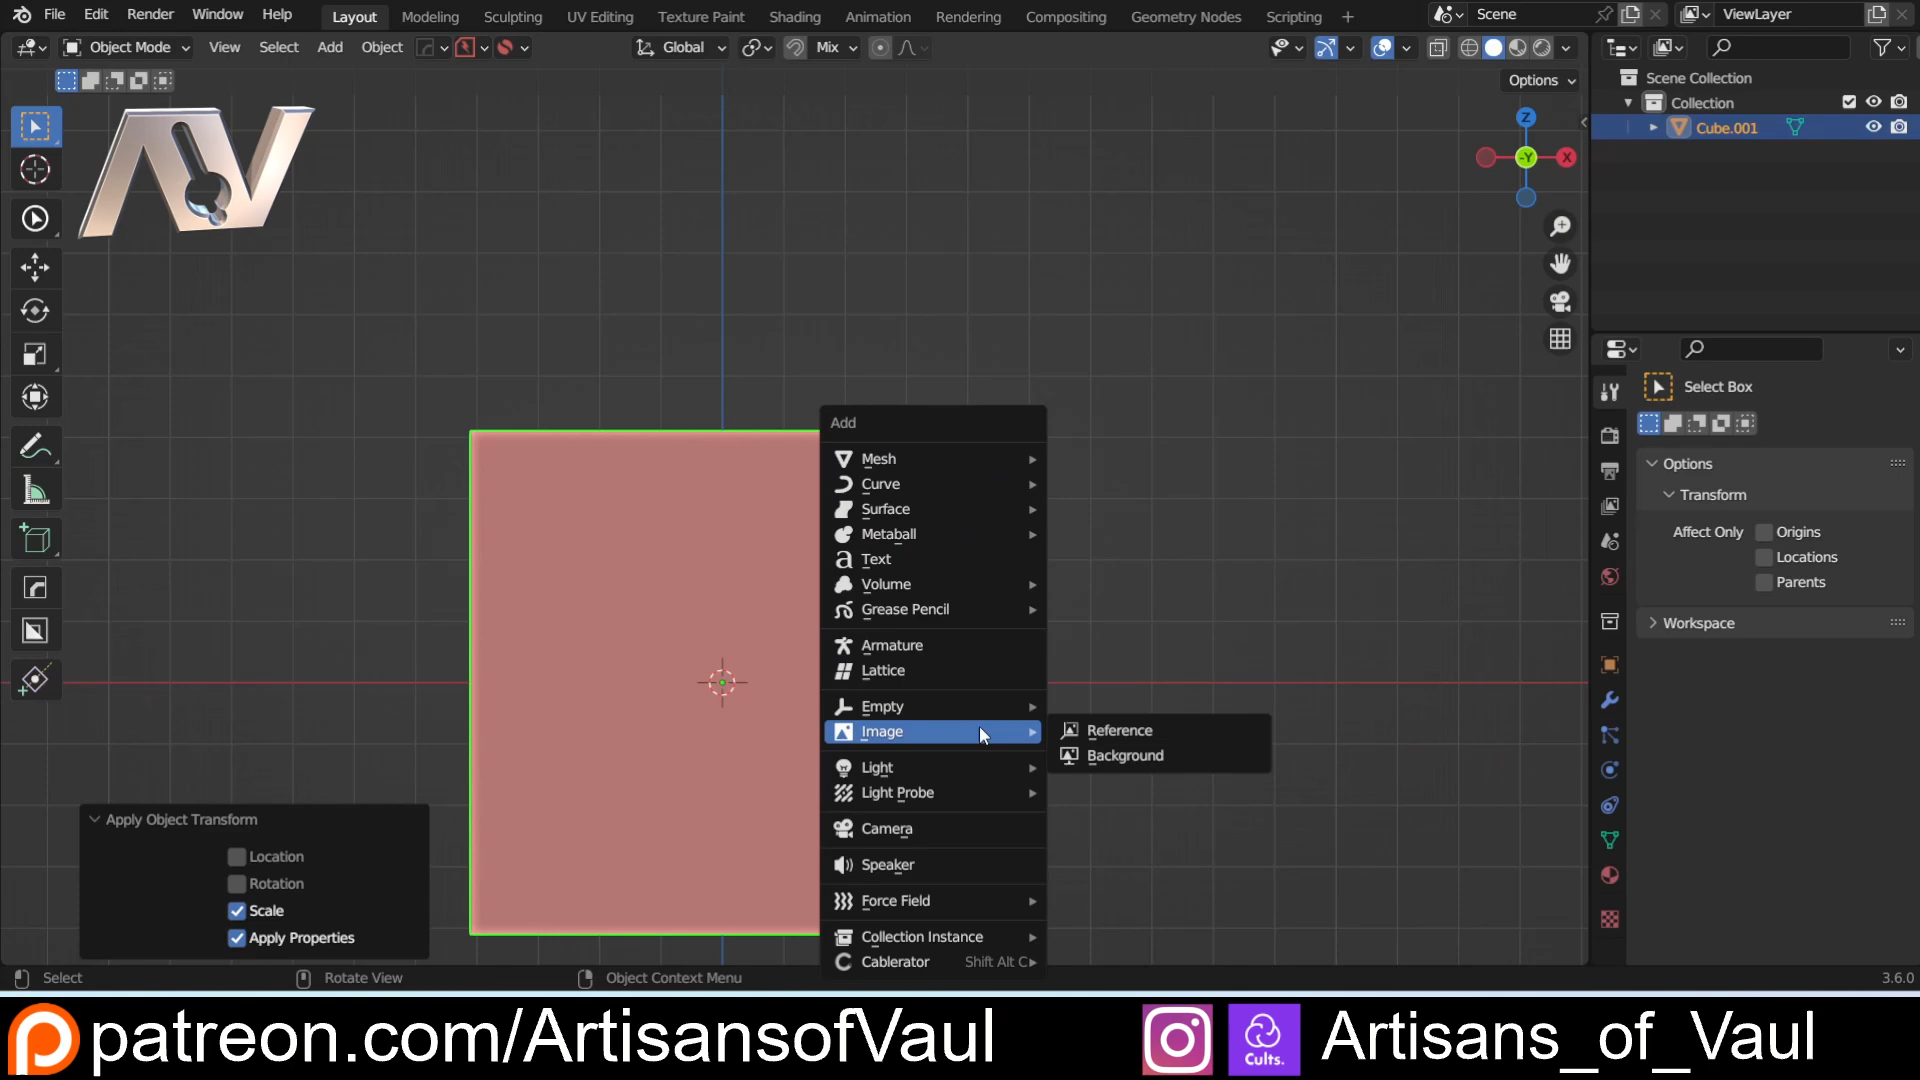 File Edit Render Window Help Layout Modeling Sculpting UV Editing Texture Paint Shading Animation Rendering Compositing Geometry Nodes Scripting + Scene ViewLayer
Object Mode View Select Add Object Global Mix
Options
Z
-Y X
Scene Collection
Collection
Cube.001
Select Box
Options
Transform
Affect Only Origins
Locations
Parents
Workspace
Add
Mesh
Curve
Surface
Metaball
Text
Volume
Grease Pencil
Armature
Lattice
Empty
Image
Light
Light Probe
Camera
Speaker
Force Field
Collection Instance
Cablerator Shift Alt C
Reference
Background
Apply Object Transform
Location
Rotation
Scale
Apply Properties
Select Rotate View Object Context Menu 3.6.0
patreon.com/ArtisansofVaul Cults. Artisans_of_Vaul